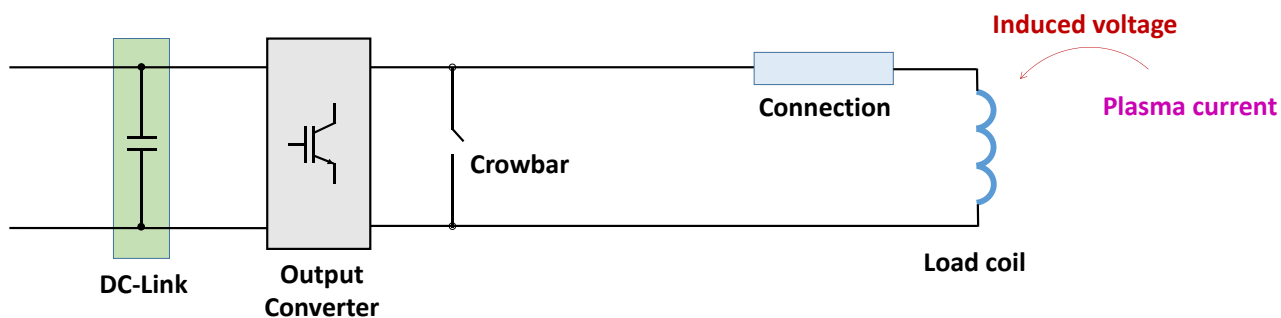 Induced voltage
Plasma current
Connection
Crowbar
Load coil
DC-Link
Output
Converter